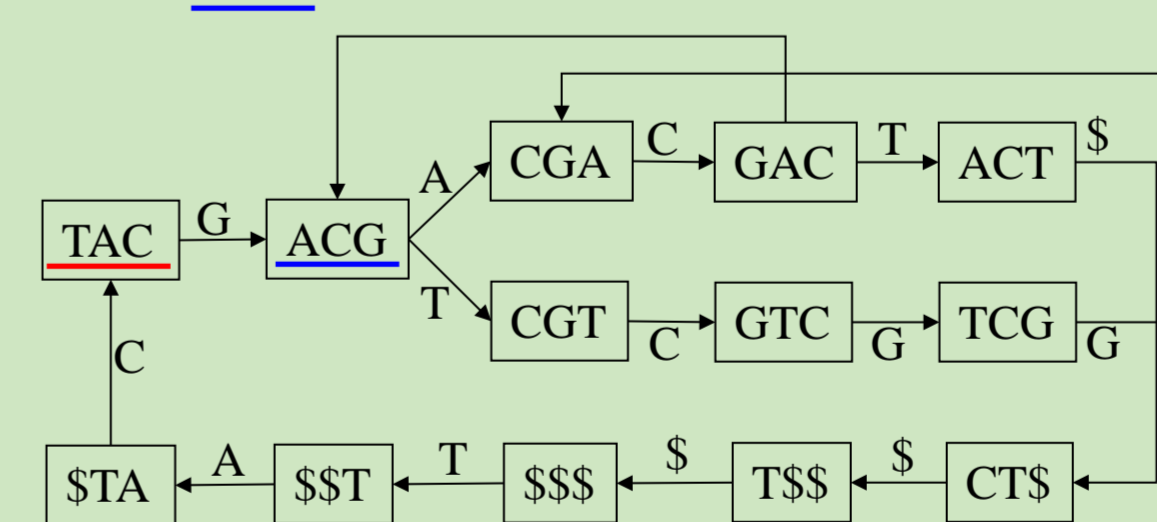 C T $
A CGA GAC ACT
G
TAC ACG
T
CGT GTC TCG
C G G
C
A T $ $
$TA $$T $$$ T$$ CT$